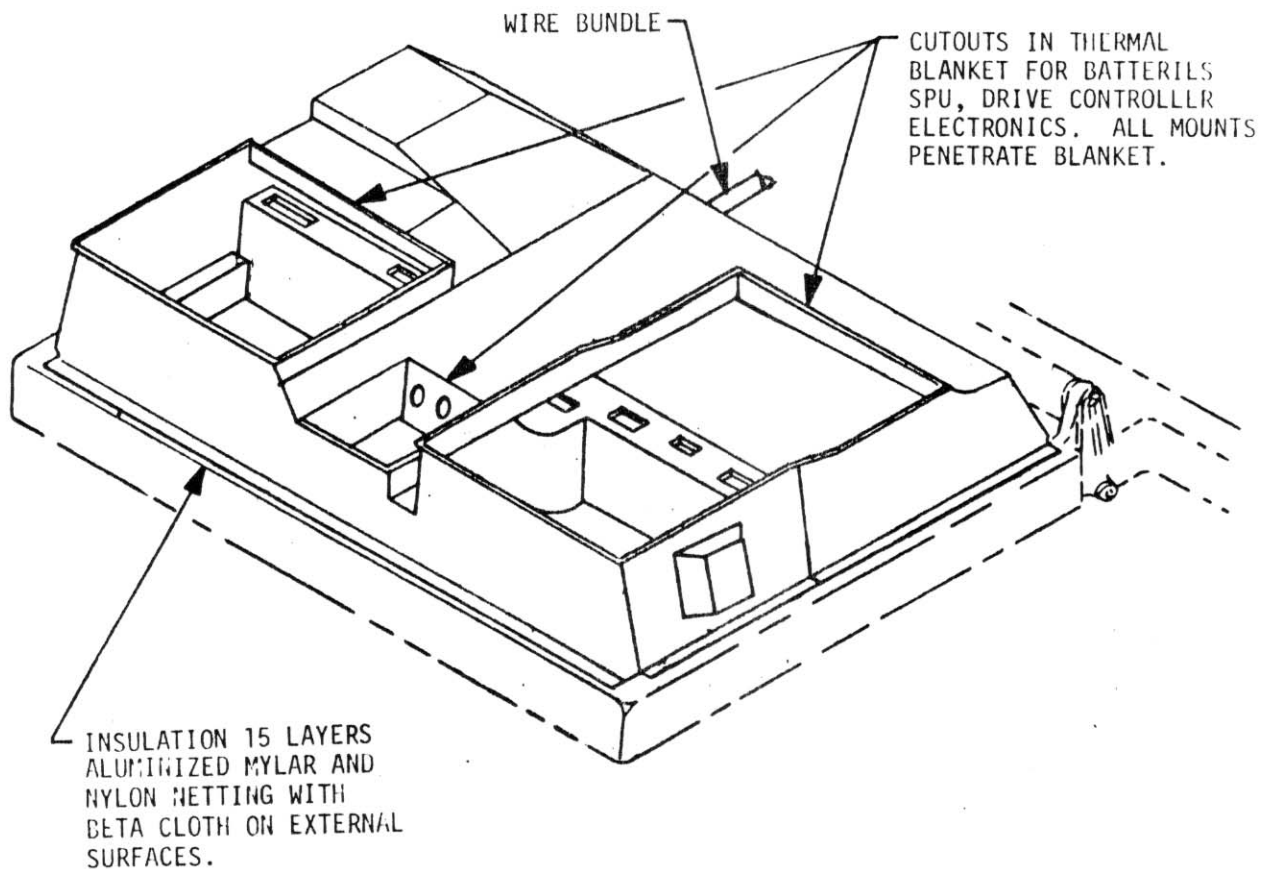 WIRE BUNDLE
CUTOUTS IN THERMAL
BLANKET FOR BATTERILS
SPU, DRIVE CONTROLLLR
ELECTRONICS. ALL MOUNTS
PENETRATE BLANKET.
INSULATION 15 LAYERS
ALUMINIZED MYLAR AND
NYLON NETTING WITH
BETA CLOTH ON EXTERNAL
SURFACES.